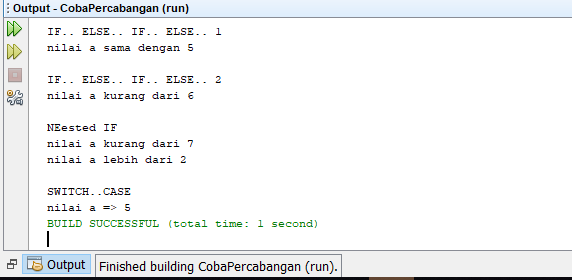 Output - CobaPercabangan (run)
IF.. ELSE.. IF.. ELSE.. 1
nilai a sama dengan 5
IF.. ELSE.. IF.. ELSE.. 2
nilai a kurang dari 6
NEested IF
nilai a kurang dari 7
nilai a lebih dari 2
SWITCH..CASE
nilai a => 5
BUILD SUCCESSFUL (total time: 1 second)
Output
Finished building CobaPercabangan (run).